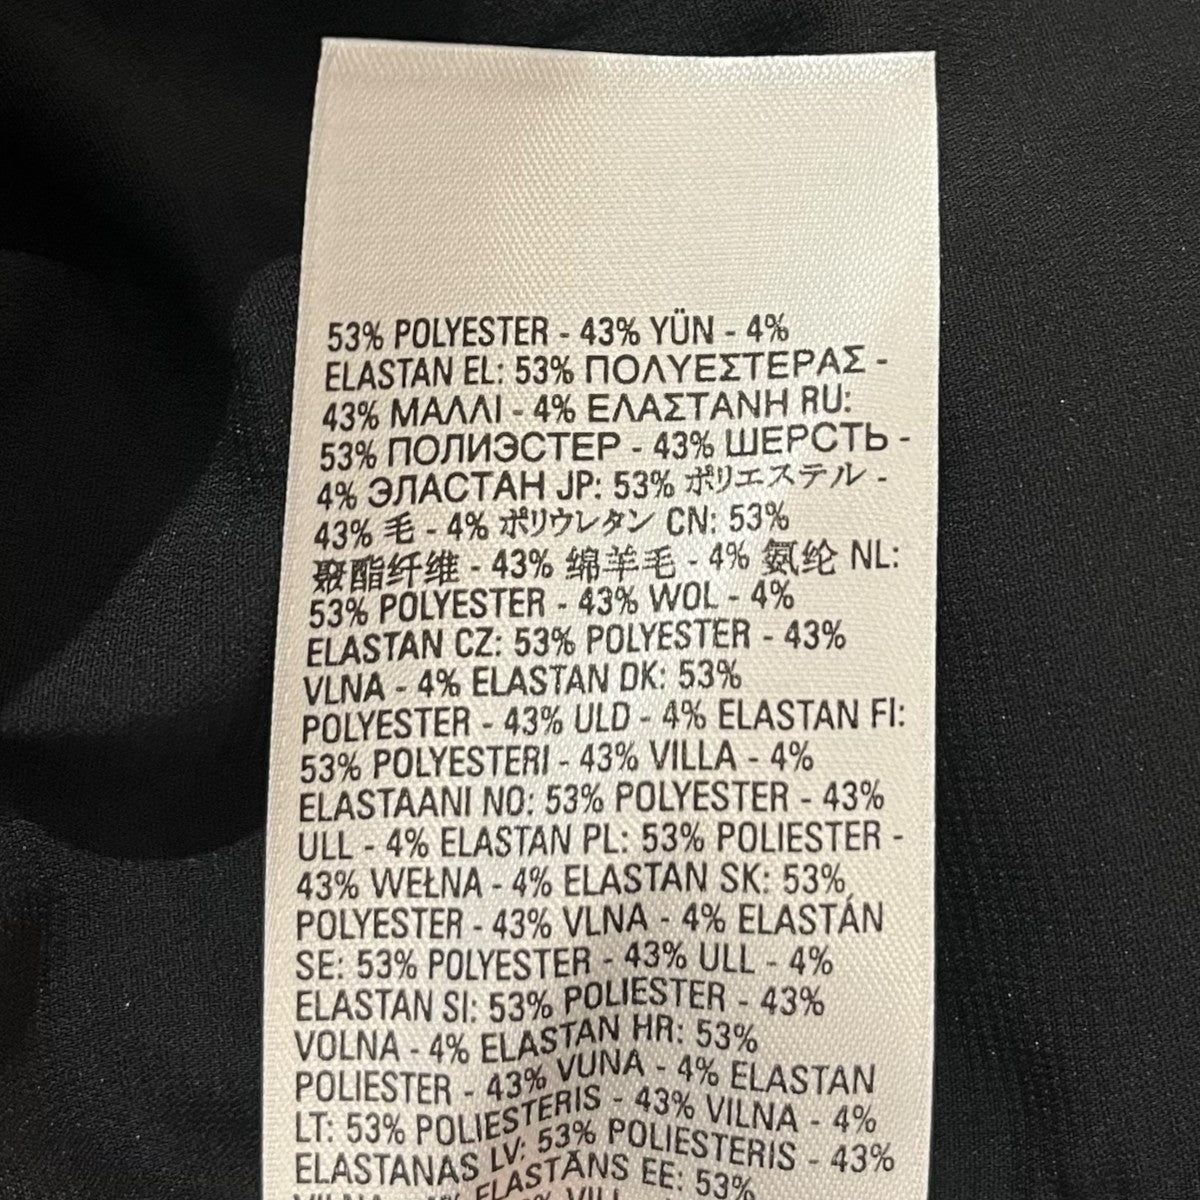 53% POLYESTER - 43% YÜN - 4%
ELASTAN EL: 53% ΠΟΛΥΕΣΤΕΡΑΣ -
43% ΜΑΛΛΙ - 4% ΕΛΑΣΤΑΝΗ RU:
53% ПОЛИЭСТЕР - 43% ШЕРСТЬ -
4% ЭЛАСТАН JP: 53% ポリエステル -
43% 毛 - 4% ポリウレタン CN: 53%
聚酯纤维 - 43% 绵羊毛 - 4% 氨纶 NL:
53% POLYESTER - 43% WOL - 4%
ELASTAN CZ: 53% POLYESTER - 43%
VLNA - 4% ELASTAN DK: 53%
POLYESTER - 43% ULD - 4% ELASTAN FI:
53% POLYESTERI - 43% VILLA - 4%
ELASTAANI NO: 53% POLYESTER - 43%
ULL - 4% ELASTAN PL: 53% POLIESTER -
43% WEŁNA - 4% ELASTAN SK: 53%
POLYESTER - 43% VLNA - 4% ELASTÁN
SE: 53% POLYESTER - 43% ULL - 4%
ELASTAN SI: 53% POLIESTER - 43%
VOLNA - 4% ELASTAN HR: 53%
POLIESTER - 43% VUNA - 4% ELASTAN
LT: 53% POLIESTERIS - 43% VILNA - 4%
ELASTANAS LV: 53% POLIESTERIS - 43%
VILNA - 4% ELASTĀNS EE: 53%